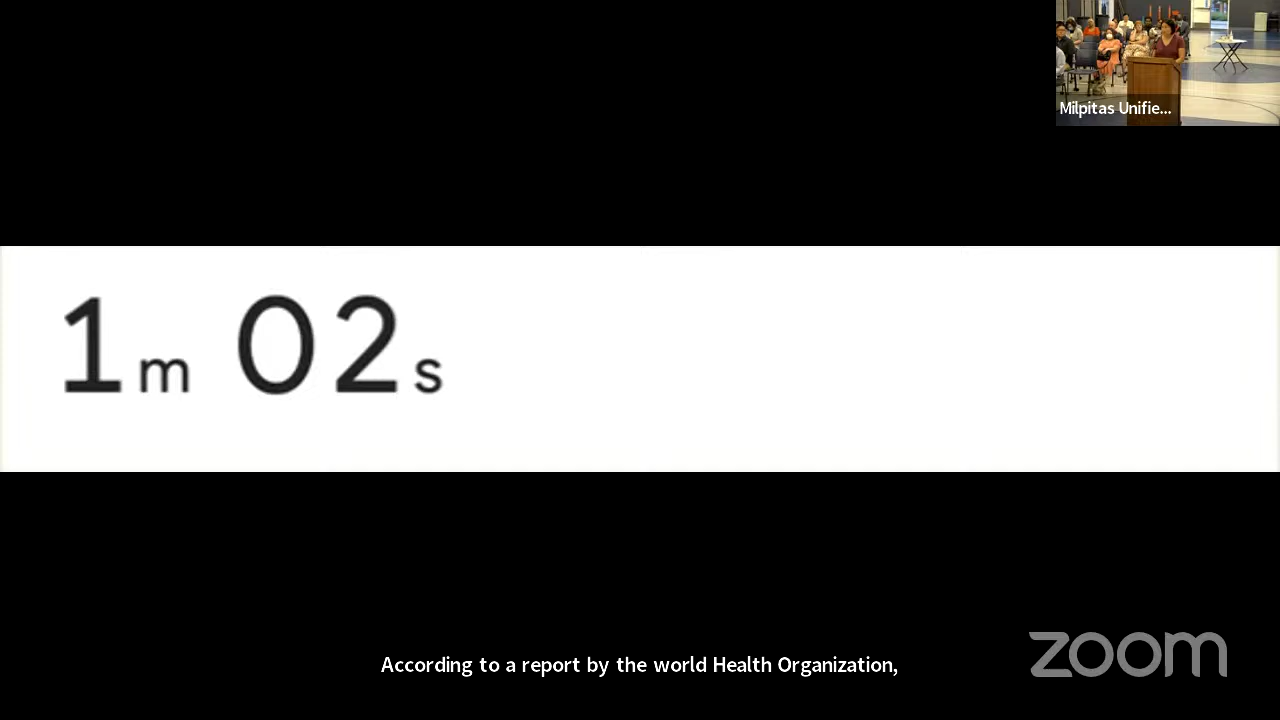 Milpitas Unifie...
1m 02s
According to a report by the world Health Organization,
zoom